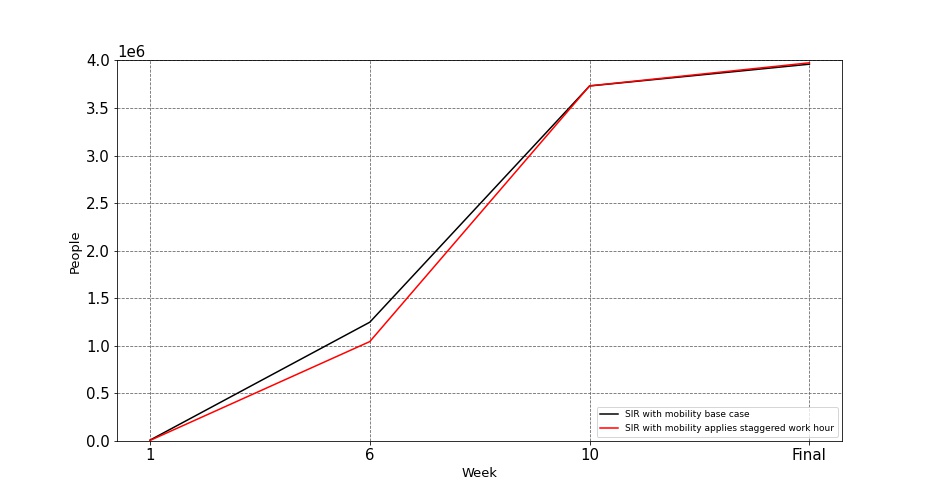 1e6
4.0
3.5
3.0
2.5
2.0
1.5
1.0
0.5
0.0
People
SIR with mobility base case
SIR with mobility applies staggered work hour
1 6 10 Final
Week